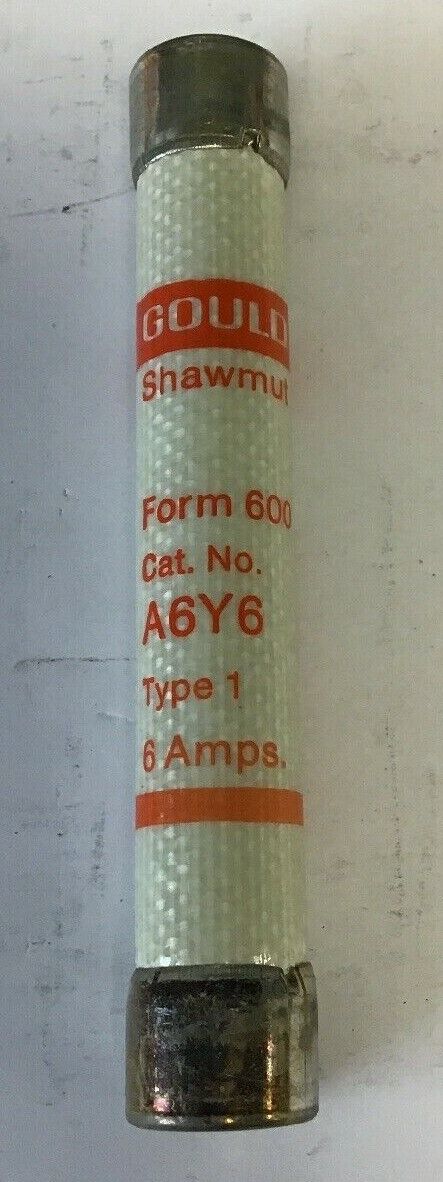 GOULD
Shawmut
Form 600
Cat. No.
A6Y6
Type 1
6 Amps.